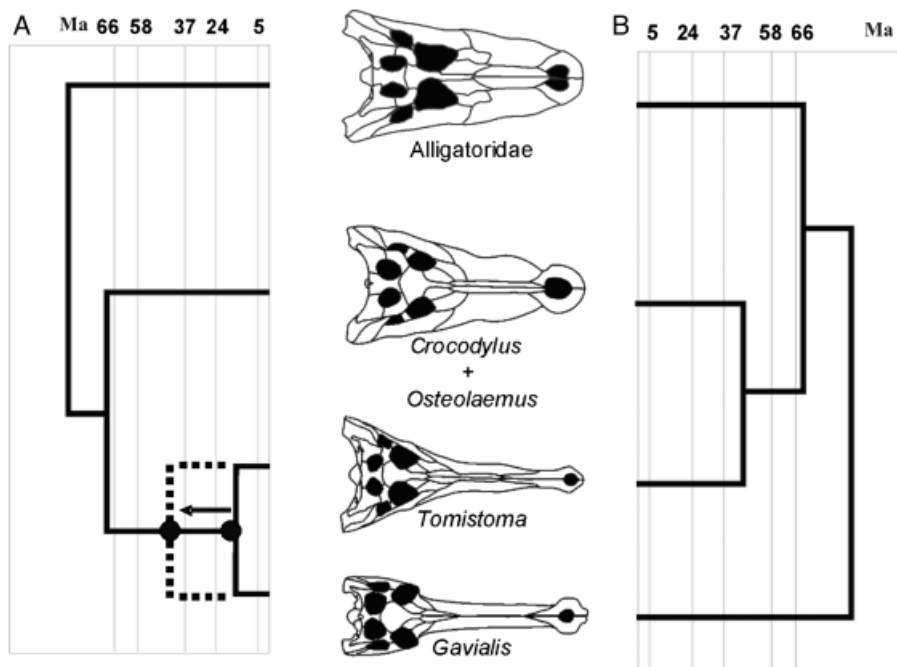 A
Ma 66 58 37 24 5
B
5 24 37 58 66 Ma
Alligatoridae
Crocodylus
+
Osteolaemus
Tomistoma
Gavialis